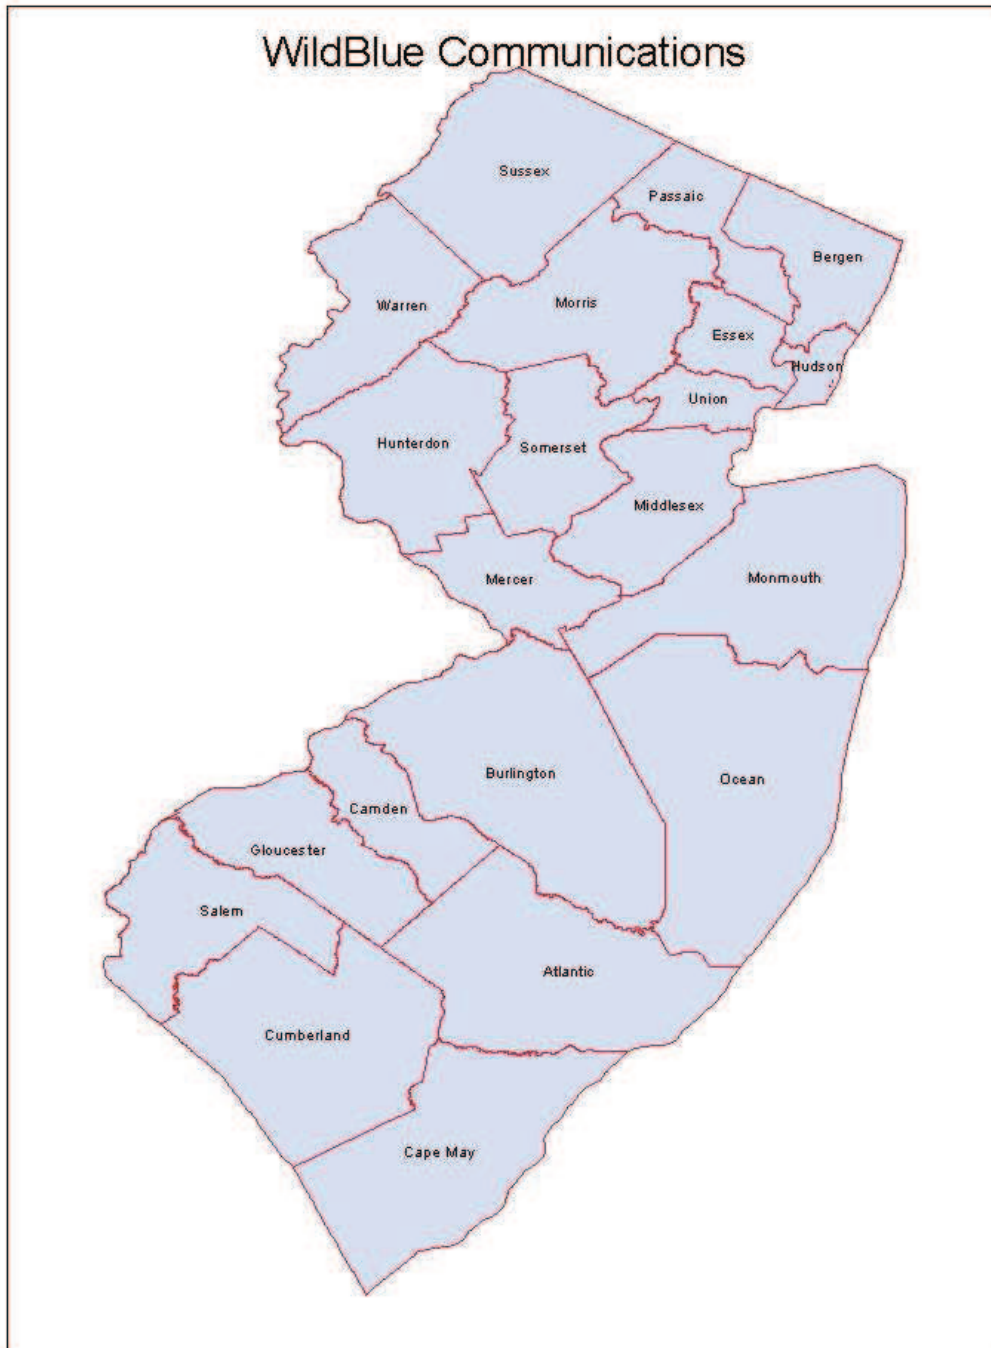 WildBlue Communications
Sussex
Passaic
Bergen
Warren
Morris
Essex
Hudson
Union
Hunterdon
Somerset
Middlesex
Mercer
Monmouth
Burlington
Ocean
Camden
Gloucester
Salem
Atlantic
Cumberland
Cape May